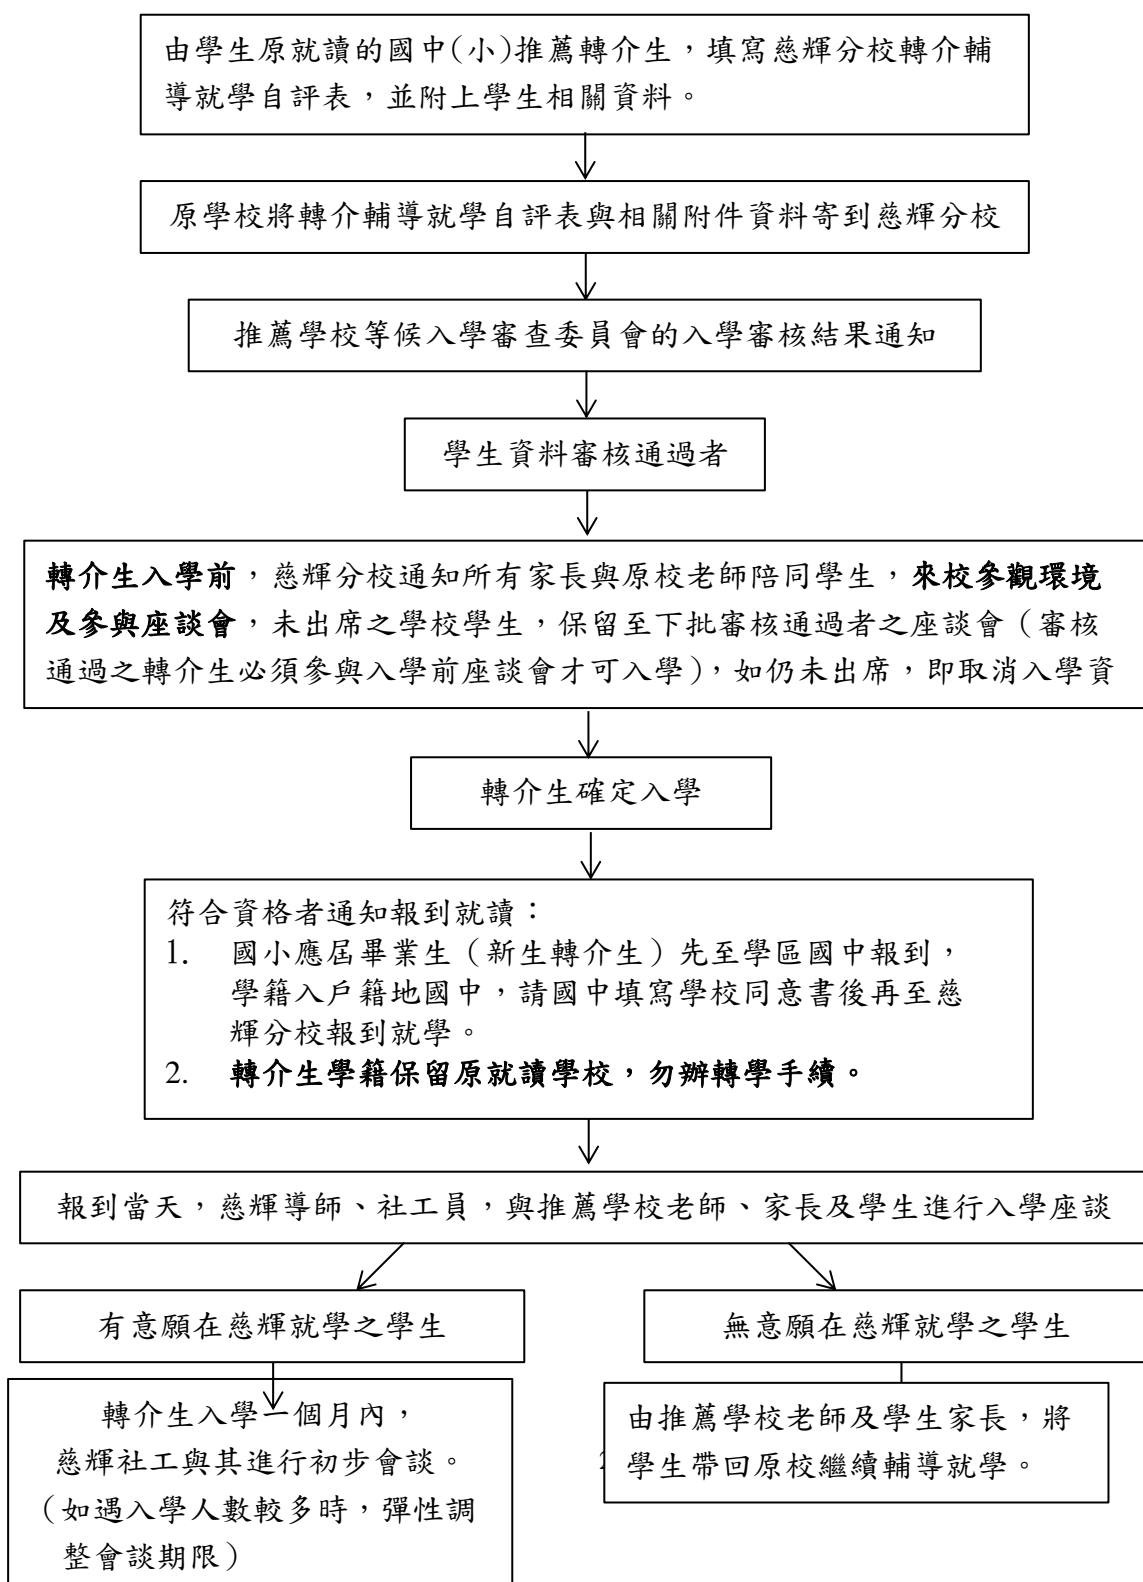 由學生原就讀的國中(小)推薦轉介生，填寫慈輝分校轉介輔
導就學自評表，並附上學生相關資料。
原學校將轉介輔導就學自評表與相關附件資料寄到慈輝分校
推薦學校等候入學審查委員會的入學審核結果通知
學生資料審核通過者
轉介生入學前，慈輝分校通知所有家長與原校老師陪同學生，來校參觀環境
及參與座談會，未出席之學校學生，保留至下批審核通過者之座談會（審核
通過之轉介生必須參與入學前座談會才可入學），如仍未出席，即取消入學資
轉介生確定入學
符合資格者通知報到就讀：
1. 國小應屆畢業生（新生轉介生）先至學區國中報到，
學籍入戶籍地國中，請國中填寫學校同意書後再至慈
輝分校報到就學。
2. 轉介生學籍保留原就讀學校，勿辦轉學手續。
報到當天，慈輝導師、社工員，與推薦學校老師、家長及學生進行入學座談
有意願在慈輝就學之學生
無意願在慈輝就學之學生
轉介生入學一個月內，
慈輝社工與其進行初步會談。
（如遇入學人數較多時，彈性調
整會談期限）
由推薦學校老師及學生家長，將
學生帶回原校繼續輔導就學。